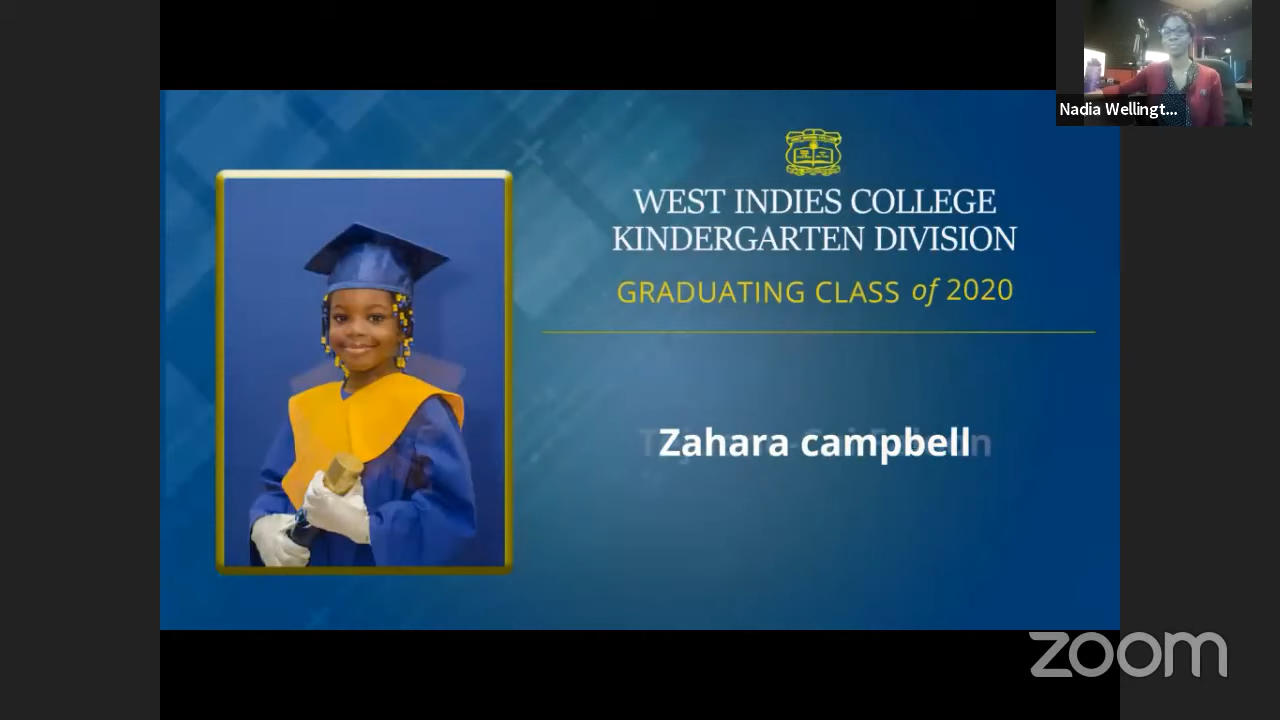 Nadia Wellingt...
WEST INDIES COLLEGE
KINDERGARTEN DIVISION
GRADUATING CLASS of 2020
Zahara campbell
zoom